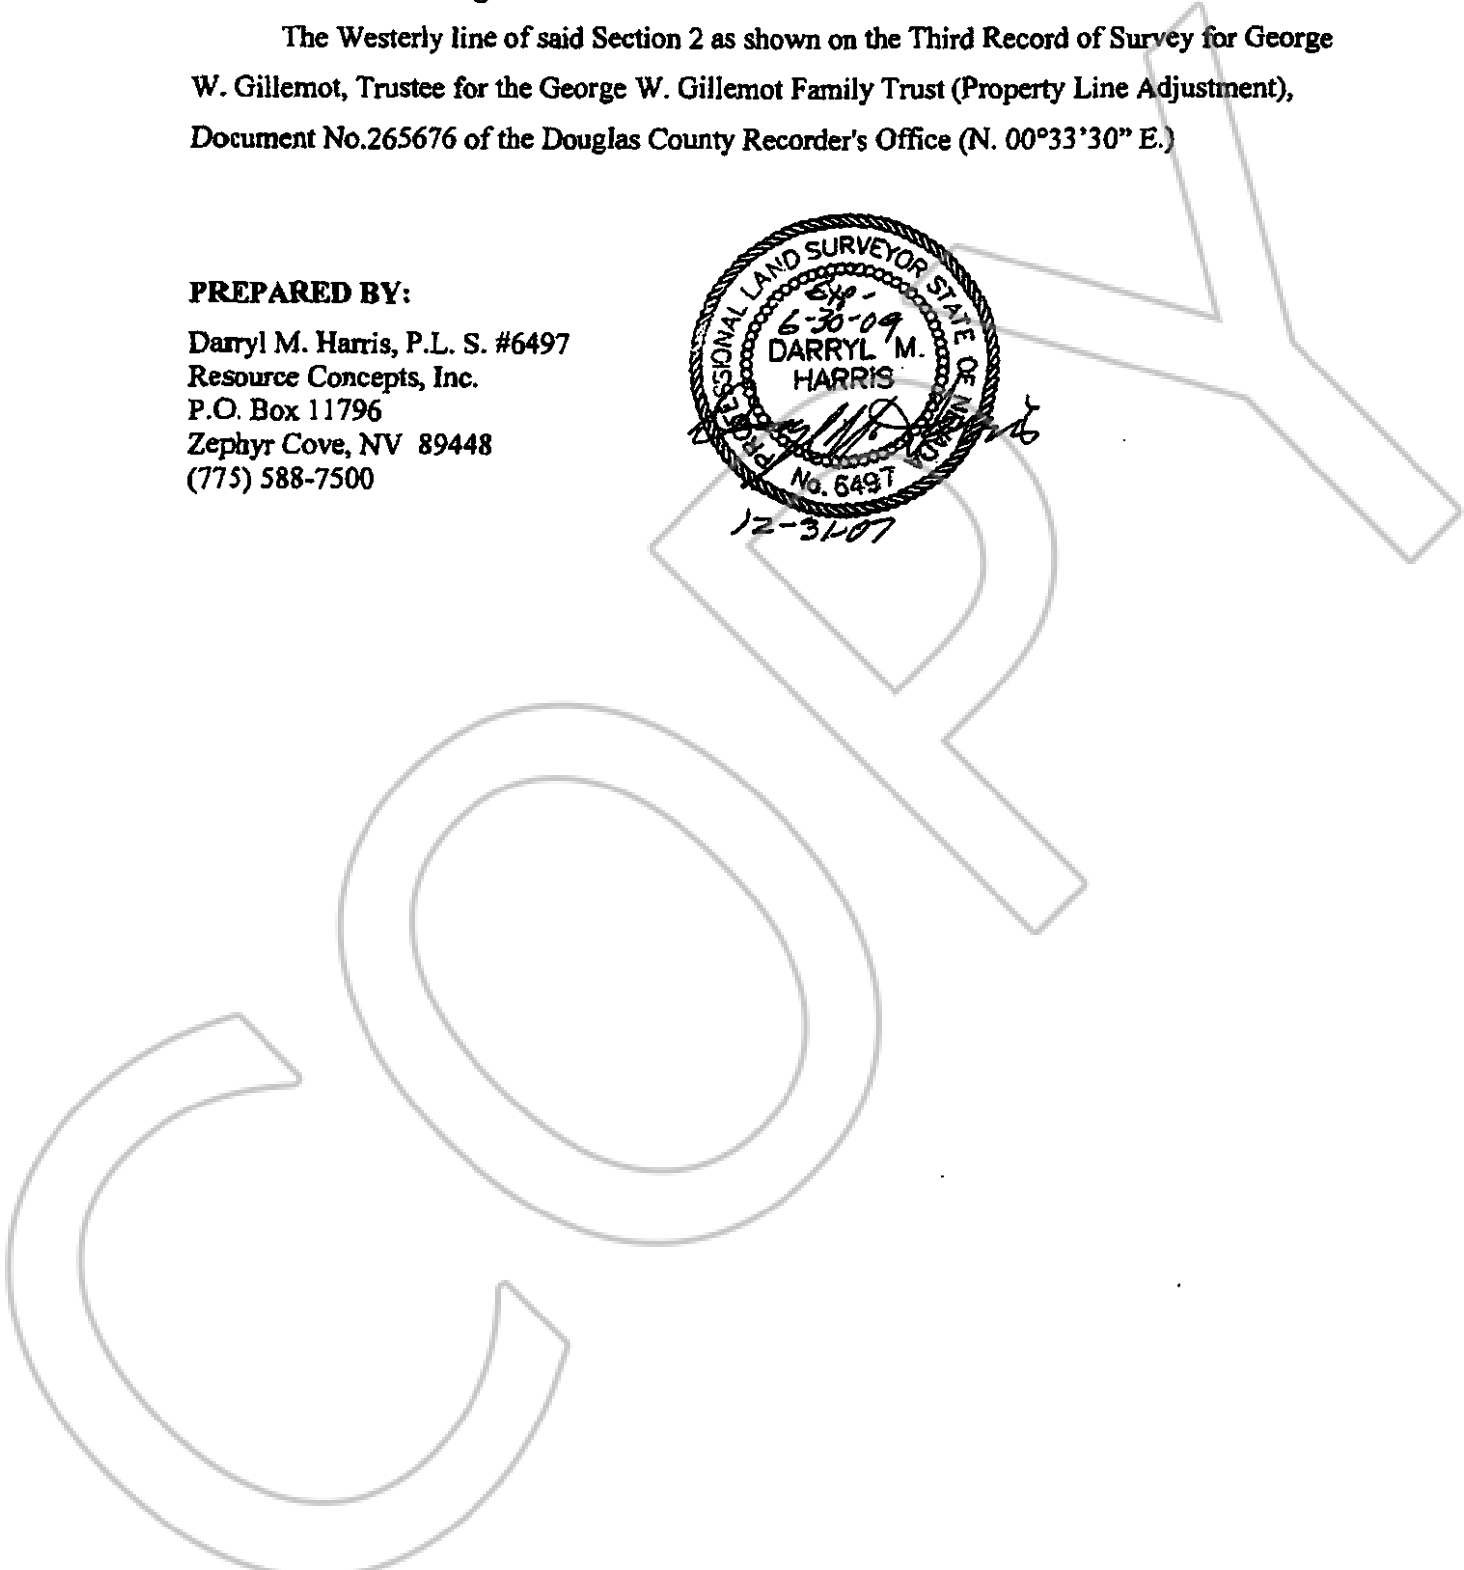 The Westerly line of said Section 2 as shown on the Third Record of Survey for George
W. Gillemot, Trustee for the George W. Gillemot Family Trust (Property Line Adjustment),
Document No.265676 of the Douglas County Recorder's Office (N. 00°33'30” E.)
PREPARED BY:
Darryl M. Harris, P.L. S. #6497
Resource Concepts, Inc.
P.O. Box 11796
Zephyr Cove, NV 89448
(775) 588-7500
PROFESSIONAL LAND SURVEYOR STATE OF NEVADA
Exp-
6-30-09
DARRYL M.
HARRIS
No. 6497
12-31-07
COPY